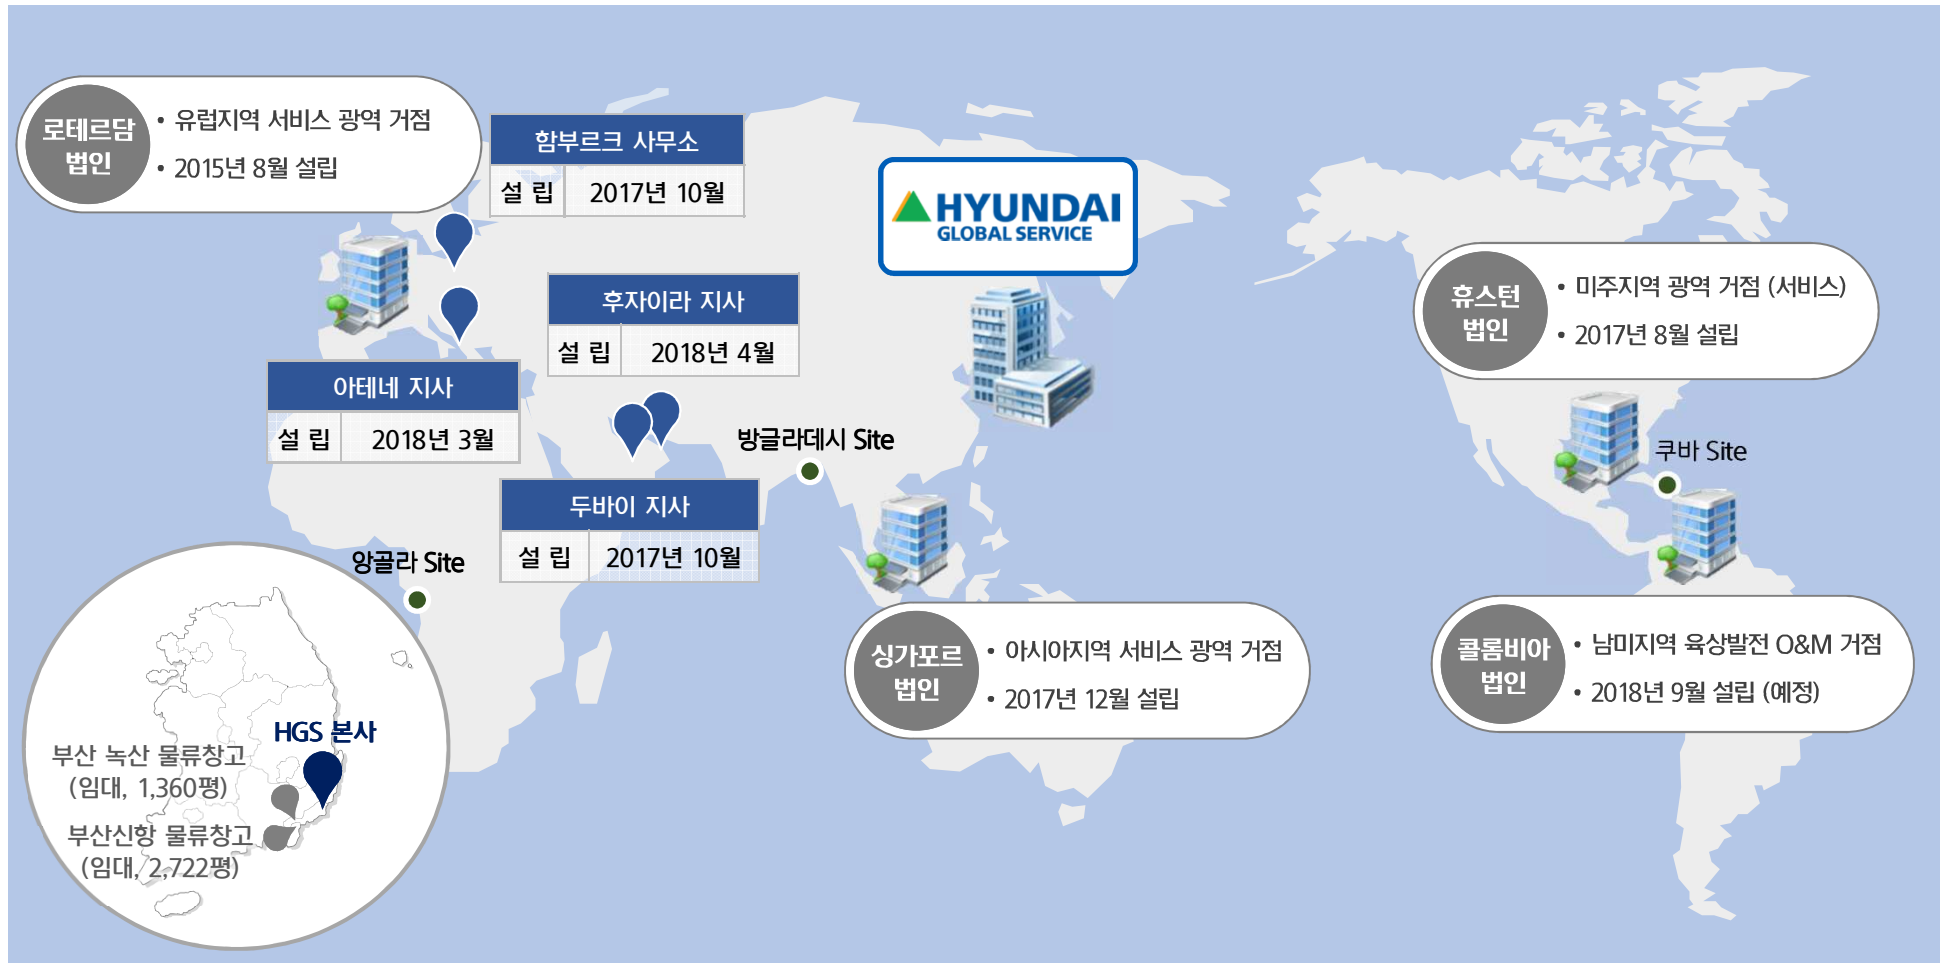 로테르담
법인
• 유럽지역 서비스 광역 거점
• 2015년 8월 설립
함부르크 사무소
설 립 2017년 10월
HYUNDAI
GLOBAL SERVICE
후자이라 지사
설 립 2018년 4월
휴스턴
법인
• 미주지역 광역 거점 (서비스)
• 2017년 8월 설립
아테네 지사
설 립 2018년 3월
방글라데시 Site
쿠바 Site
두바이 지사
설 립 2017년 10월
앙골라 Site
싱가포르
법인
• 아시아지역 서비스 광역 거점
• 2017년 12월 설립
콜롬비아
법인
• 남미지역 육상발전 O&M 거점
• 2018년 9월 설립 (예정)
HGS 본사
부산 녹산 물류창고
(임대, 1,360평)
부산신항 물류창고
(임대, 2,722평)